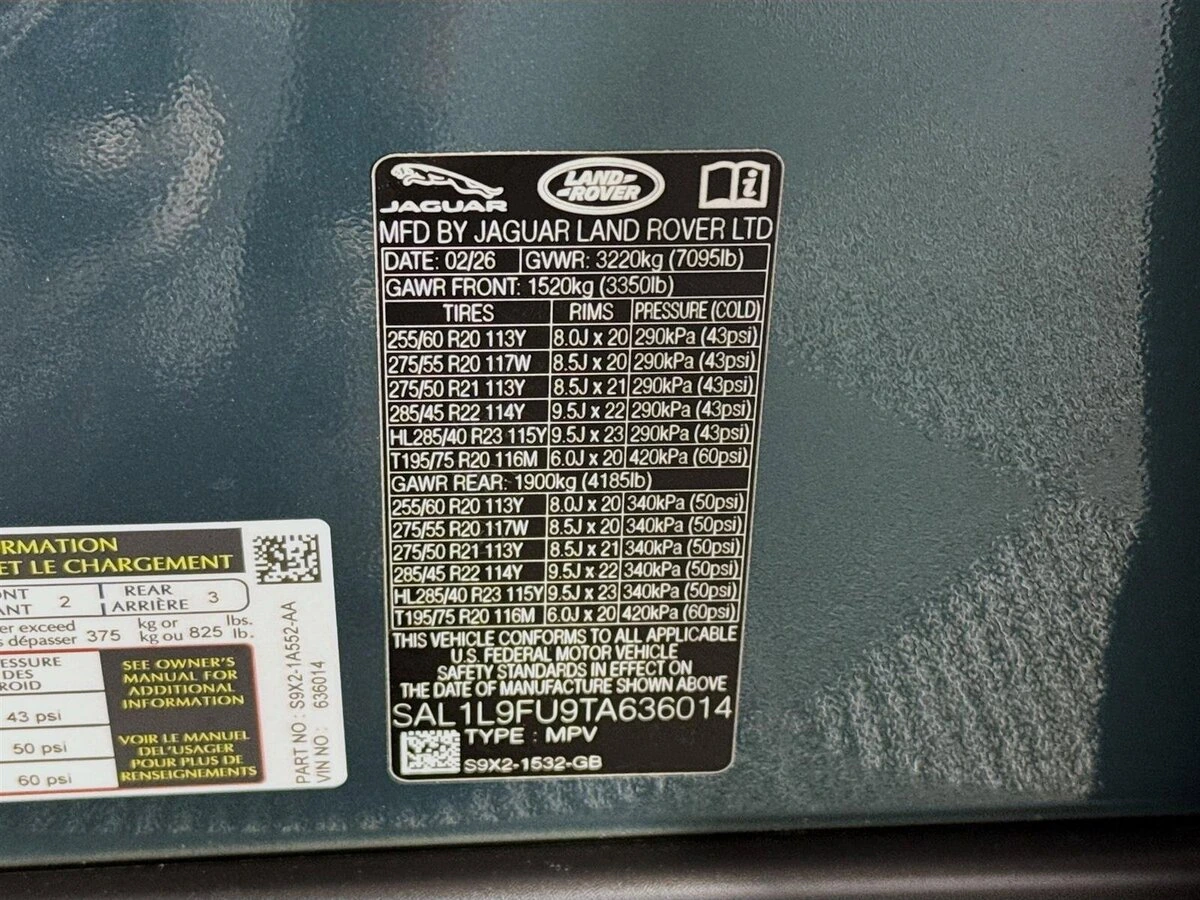 JAGUAR
LAND ROVER
MFD BY JAGUAR LAND ROVER LTD
DATE: 02/26 GVWR: 3220kg (7095lb)
GAWR FRONT: 1520kg (3350lb)
TIRES RIMS PRESSURE (COLD)
255/60 R20 113Y 8.0J x 20 290kPa (43psi)
275/55 R20 117W 8.5J x 20 290kPa (43psi)
275/50 R21 113Y 8.5J x 21 290kPa (43psi)
285/45 R22 114Y 9.5J x 22 290kPa (43psi)
HL285/40 R23 115Y 9.5J x 23 290kPa (43psi)
T195/75 R20 116M 6.0J x 20 420kPa (60psi)
GAWR REAR: 1900kg (4185lb)
255/60 R20 113Y 8.0J x 20 340kPa (50psi)
275/55 R20 117W 8.5J x 20 340kPa (50psi)
275/50 R21 113Y 8.5J x 21 340kPa (50psi)
285/45 R22 114Y 9.5J x 22 340kPa (50psi)
HL285/40 R23 115Y 9.5J x 23 340kPa (50psi)
T195/75 R20 116M 6.0J x 20 420kPa (60psi)
THIS VEHICLE CONFORMS TO ALL APPLICABLE
U.S. FEDERAL MOTOR VEHICLE
SAFETY STANDARDS IN EFFECT ON
THE DATE OF MANUFACTURE SHOWN ABOVE
SAL1L9FU9TA636014
TYPE : MPV
S9X2-1532-GB
RMATION
ET LE CHARGEMENT
ONT
ANT 2
REAR
ARRIÈRE 3
er exceed
s dépasser 375 kg or
kg ou 825 lbs.
lb.
ESSURE
DES
ROID
43 psi
50 psi
60 psi
SEE OWNER'S
MANUAL FOR
ADDITIONAL
INFORMATION
VOIR LE MANUEL
DEL'USAGER
POUR PLUS DE
RENSEIGNEMENTS
PART NO : S9X2-1A552-AA
VIN NO : 636014